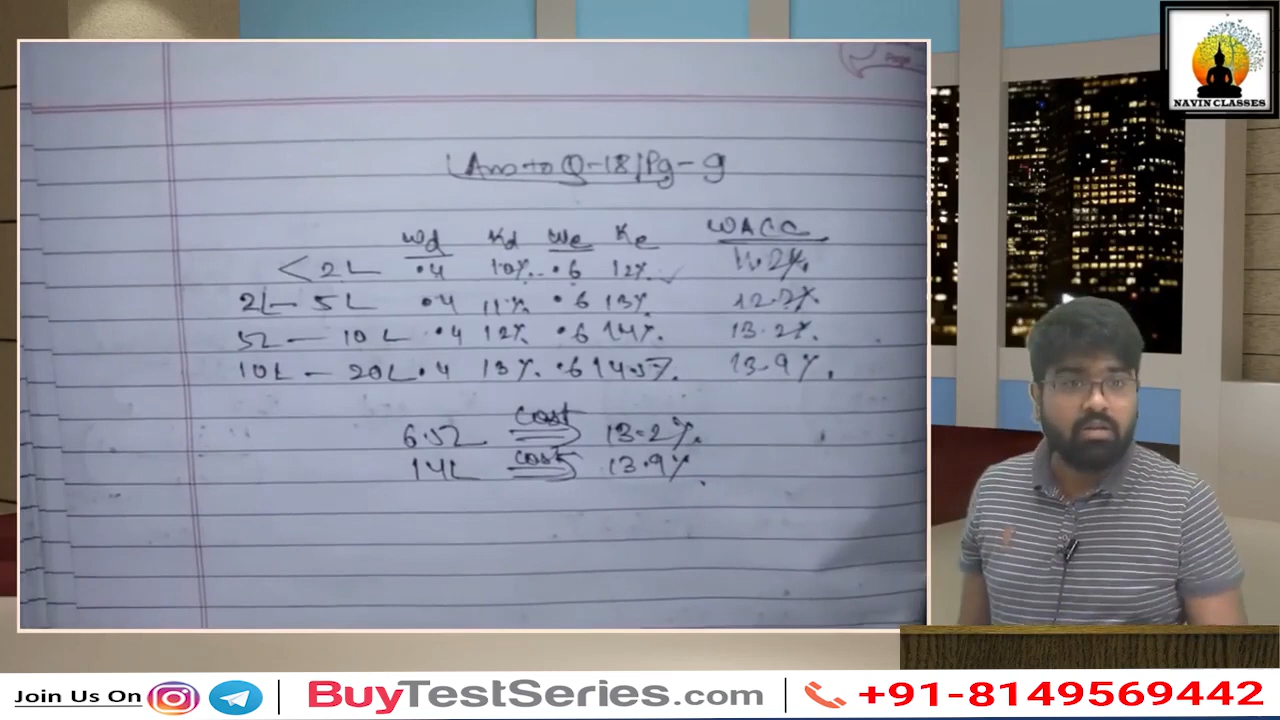 NAVIN CLASSES
Page
Ans to Q-18 | Pg-9
Wd Kd We Ke WACC
<2L .4 10%. .6 12%. 11.2%.
2L-5L .4 11% .6 13%. 12.2%
5L-10L .4 12% .6 14%. 13.2%.
10L-20L .4 13%. .6 14.5%. 13.9%.
6.5L cost ⇒ 13.2%.
14L cost ⇒ 13.9%.
Join Us On BuyTestSeries.com +91-8149569442